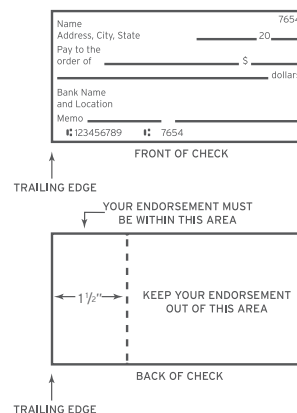 Name 7654
Address, City, State 20
Pay to the
order of $
dollars
Bank Name
and Location
Memo
⑆123456789 ⑆ 7654
FRONT OF CHECK
TRAILING EDGE
YOUR ENDORSEMENT MUST
BE WITHIN THIS AREA
1½"
KEEP YOUR ENDORSEMENT
OUT OF THIS AREA
BACK OF CHECK
TRAILING EDGE